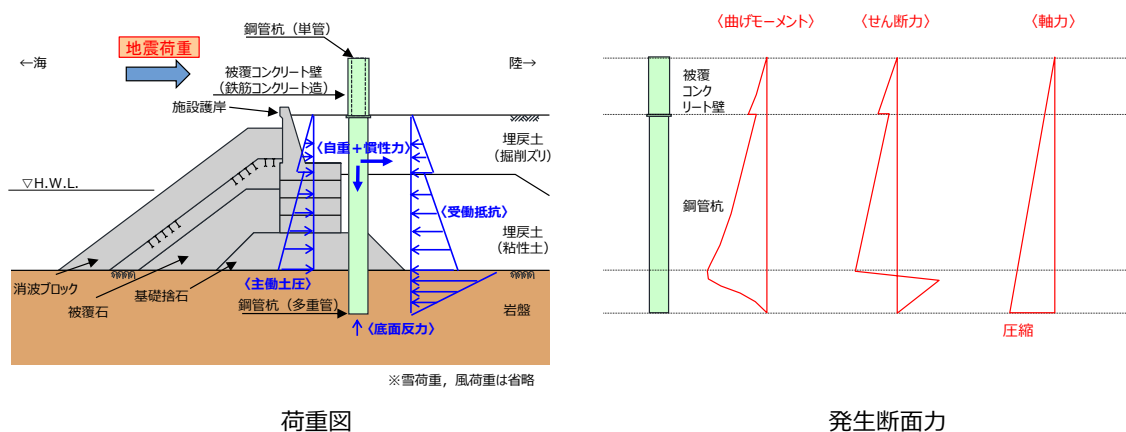 鋼管杭（単管）
地震荷重
←海
陸→
被覆コンクリート壁
（鉄筋コンクリート造）
施設護岸
埋戻土
（掘削ズリ）
〈自重＋慣性力〉
▽H.W.L.
〈受働抵抗〉
埋戻土
（粘性土）
消波ブロック
被覆石
基礎捨石
〈主働土圧〉
鋼管杭（多重管）
〈底面反力〉
岩盤
※雪荷重，風荷重は省略
荷重図
〈曲げモーメント〉
〈せん断力〉
〈軸力〉
被覆
コンク
リート壁
鋼管杭
圧縮
発生断面力